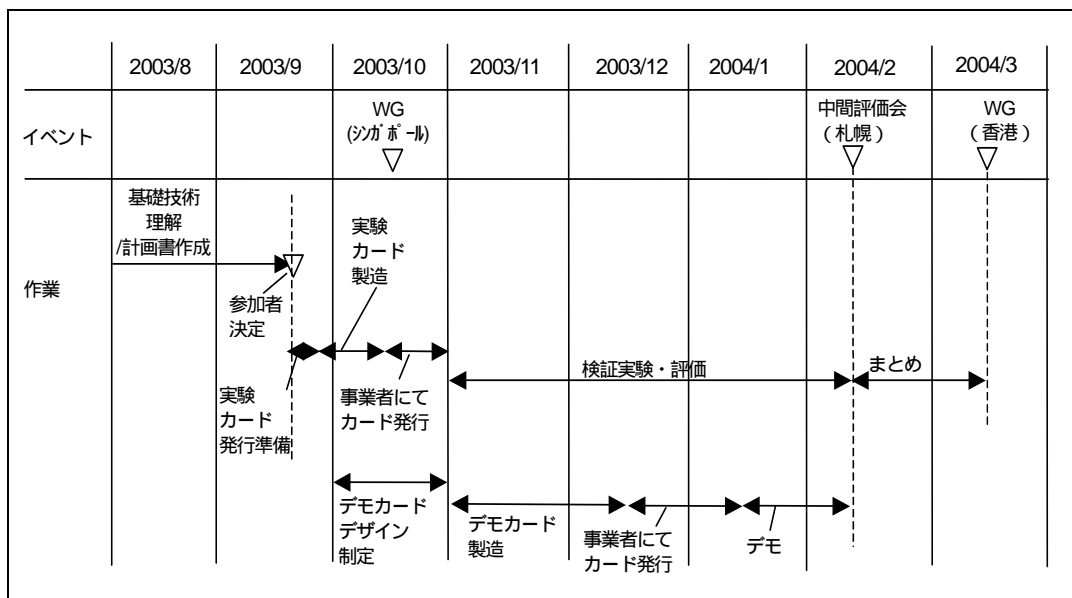 2003/8 2003/9 2003/10 2003/11 2003/12 2004/1 2004/2 2004/3
イベント
WG
(ｼﾝｶﾞﾎﾟｰﾙ)
中間評価会
(札幌)
WG
(香港)
作業
基礎技術
理解
/計画書作成
参加者
決定
実験
カード
製造
実験
カード
発行準備
事業者にて
カード発行
検証実験・評価
まとめ
デモカード
デザイン
制定
デモカード
製造
事業者にて
カード発行
デモ